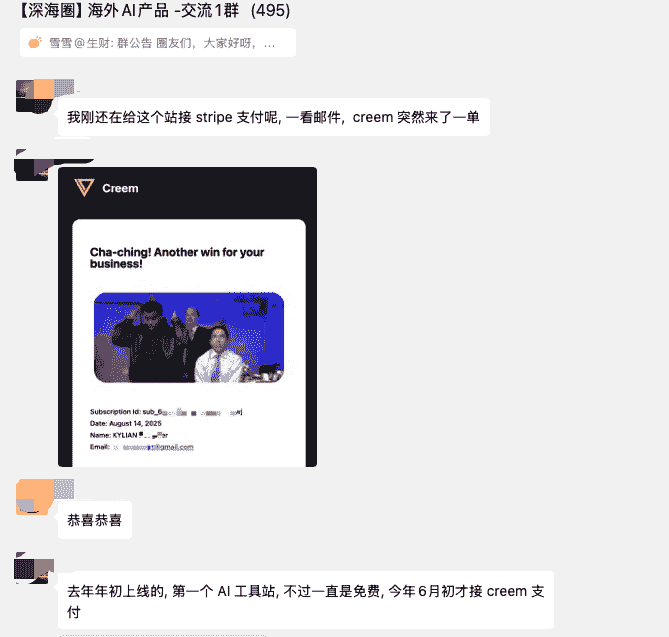 【深海圈】海外AI产品 -交流1群 (495)
雪雪@生财: 群公告 圈友们，大家好呀，...
我刚还在给这个站接 stripe 支付呢, 一看邮件，creem 突然来了一单
Creem
Cha-ching! Another win for your
business!
Subscription Id: sub_6
Date: August 14, 2025
Name: KYLIAN
Email: @gmail.com
恭喜恭喜
去年年初上线的, 第一个 AI 工具站, 不过一直是免费, 今年6月初才接 creem 支
付